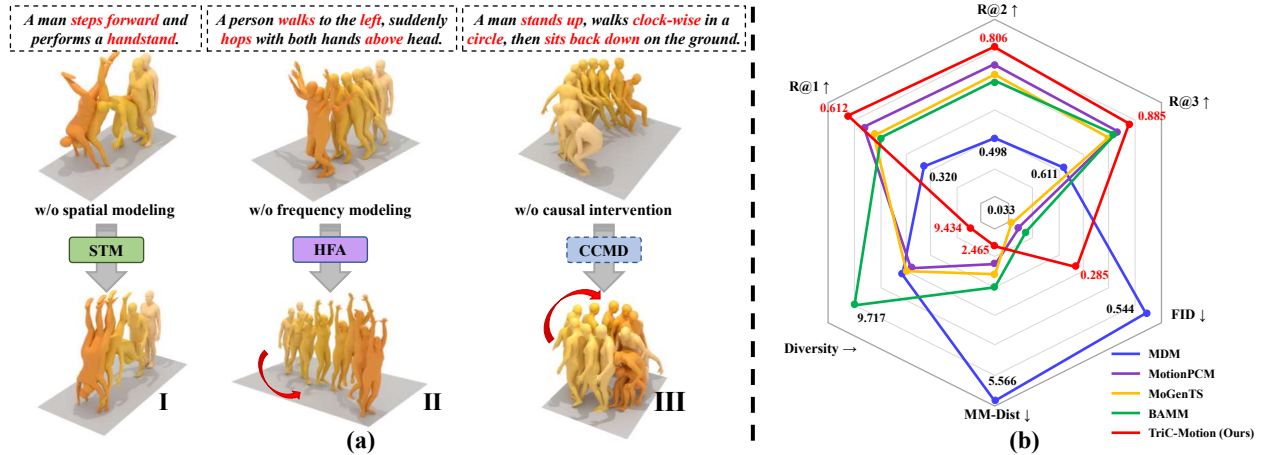 A man steps forward and
performs a handstand.
A person walks to the left, suddenly
hops with both hands above head.
A man stands up, walks clock-wise in a
circle, then sits back down on the ground.
w/o spatial modeling
w/o frequency modeling
w/o causal intervention
STM
HFA
CCMD
I
II
III
(a)
R@2 ↑
0.806
R@1 ↑
R@3 ↑
0.612
0.885
0.498
0.320
0.611
0.033
9.434
2.465
0.285
9.717
0.544
FID ↓
Diversity →
5.566
MM-Dist ↓
MDM
MotionPCM
MoGenTS
BAMM
TriC-Motion (Ours)
(b)